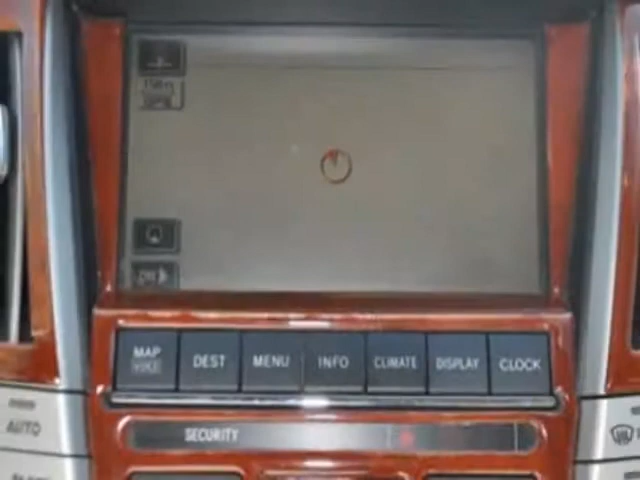 MAP
VOICE
DEST
MENU
INFO
CLIMATE
DISPLAY
CLOCK
SECURITY
AUTO